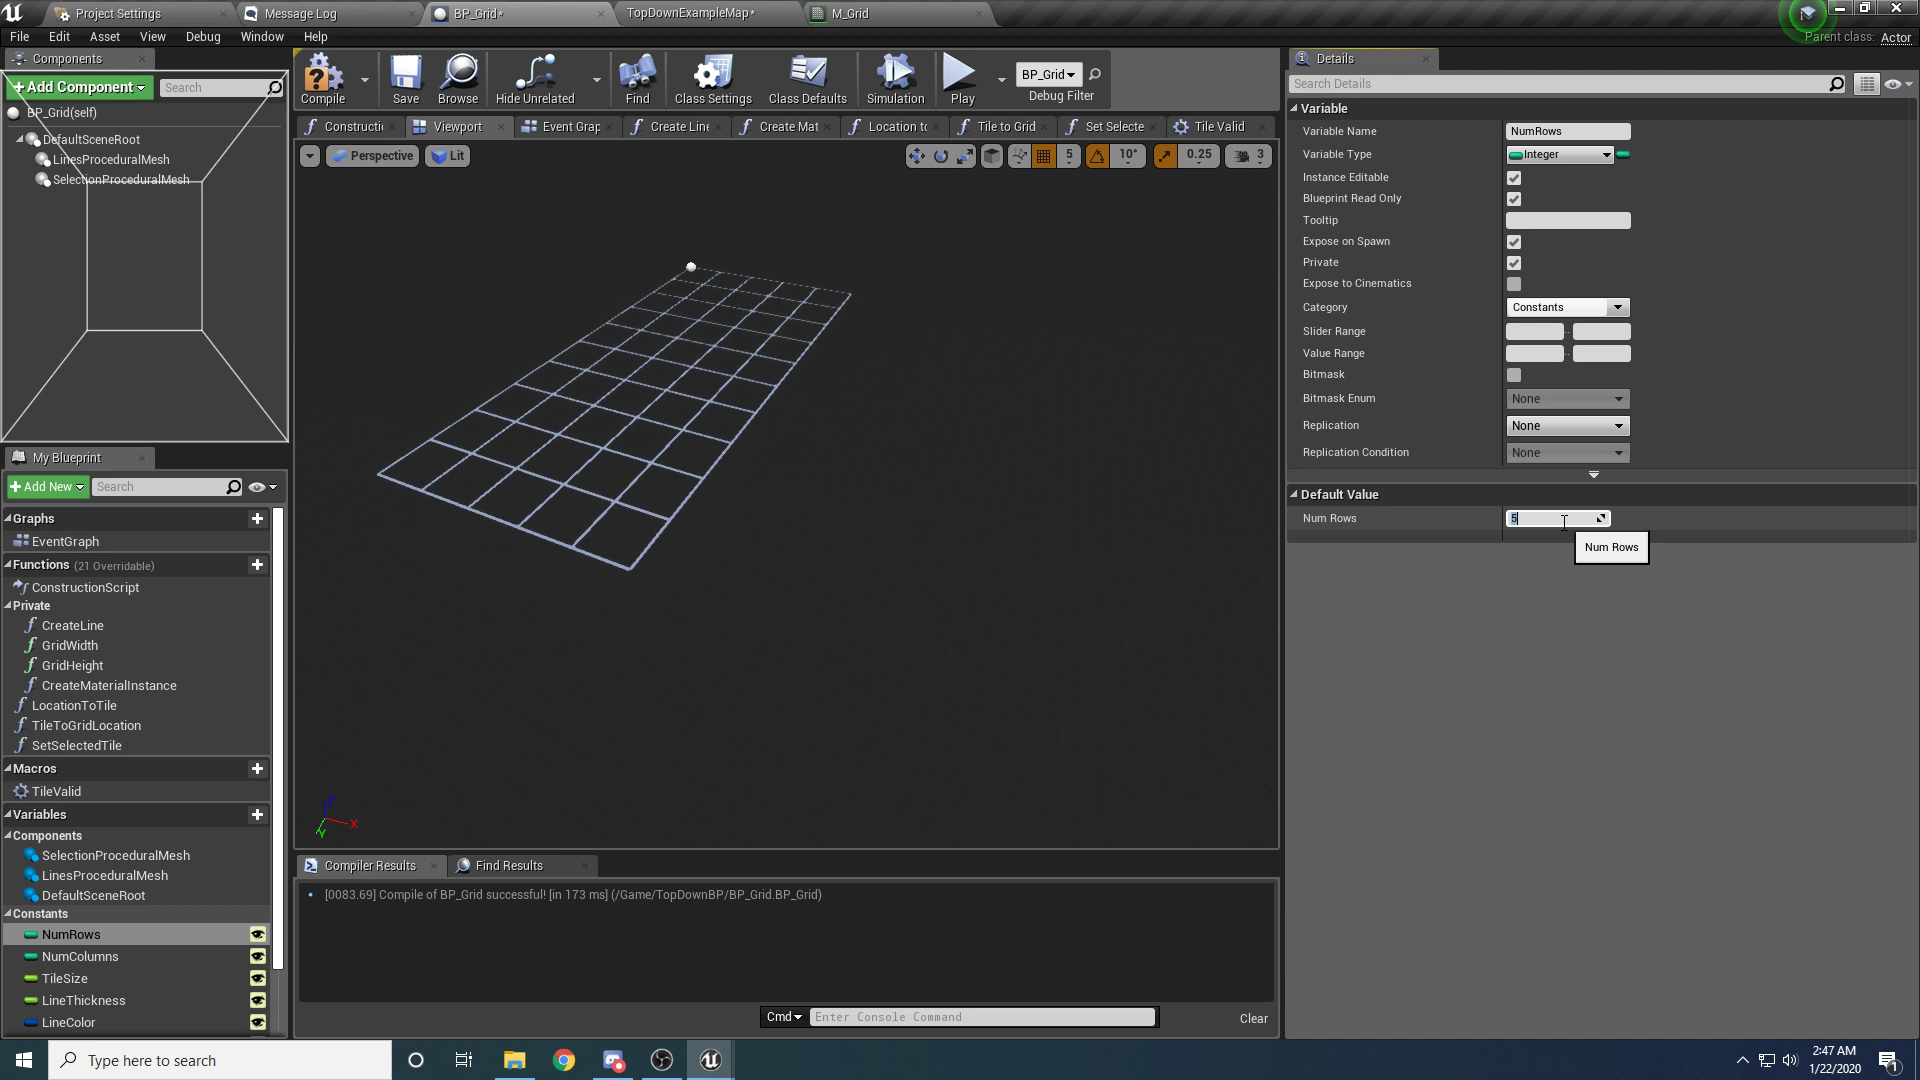 Project Settings
Message Log
BP_Grid*
TopDownExampleMap*
M_Grid
File Edit Asset View Debug Window Help
Parent class: Actor
Components
+ Add Component
Search
BP_Grid(self)
DefaultSceneRoot
LinesProceduralMesh
SelectionProceduralMesh
My Blueprint
+ Add New
Search
Graphs
EventGraph
Functions (21 Overridable)
ConstructionScript
Private
CreateLine
GridWidth
GridHeight
CreateMaterialInstance
LocationToTile
TileToGridLocation
SetSelectedTile
Macros
TileValid
Variables
Components
SelectionProceduralMesh
LinesProceduralMesh
DefaultSceneRoot
Constants
NumRows
NumColumns
TileSize
LineThickness
LineColor
Compile
Save
Browse
Hide Unrelated
Find
Class Settings
Class Defaults
Simulation
Play
BP_Grid
Debug Filter
Constructi
Viewport
Event Grap
Create Line
Create Mat
Location to
Tile to Grid
Set Selecte
Tile Valid
Perspective
Lit
5
10°
0.25
3
Z
X
Y
Compiler Results
Find Results
[0083.69] Compile of BP_Grid successful! [in 173 ms] (/Game/TopDownBP/BP_Grid.BP_Grid)
Cmd
Enter Console Command
Clear
Details
Search Details
Variable
Variable Name NumRows
Variable Type Integer
Instance Editable
Blueprint Read Only
Tooltip
Expose on Spawn
Private
Expose to Cinematics
Category Constants
Slider Range
Value Range
Bitmask
Bitmask Enum None
Replication None
Replication Condition None
Default Value
Num Rows 5
Num Rows
Type here to search
2:47 AM
1/22/2020
1